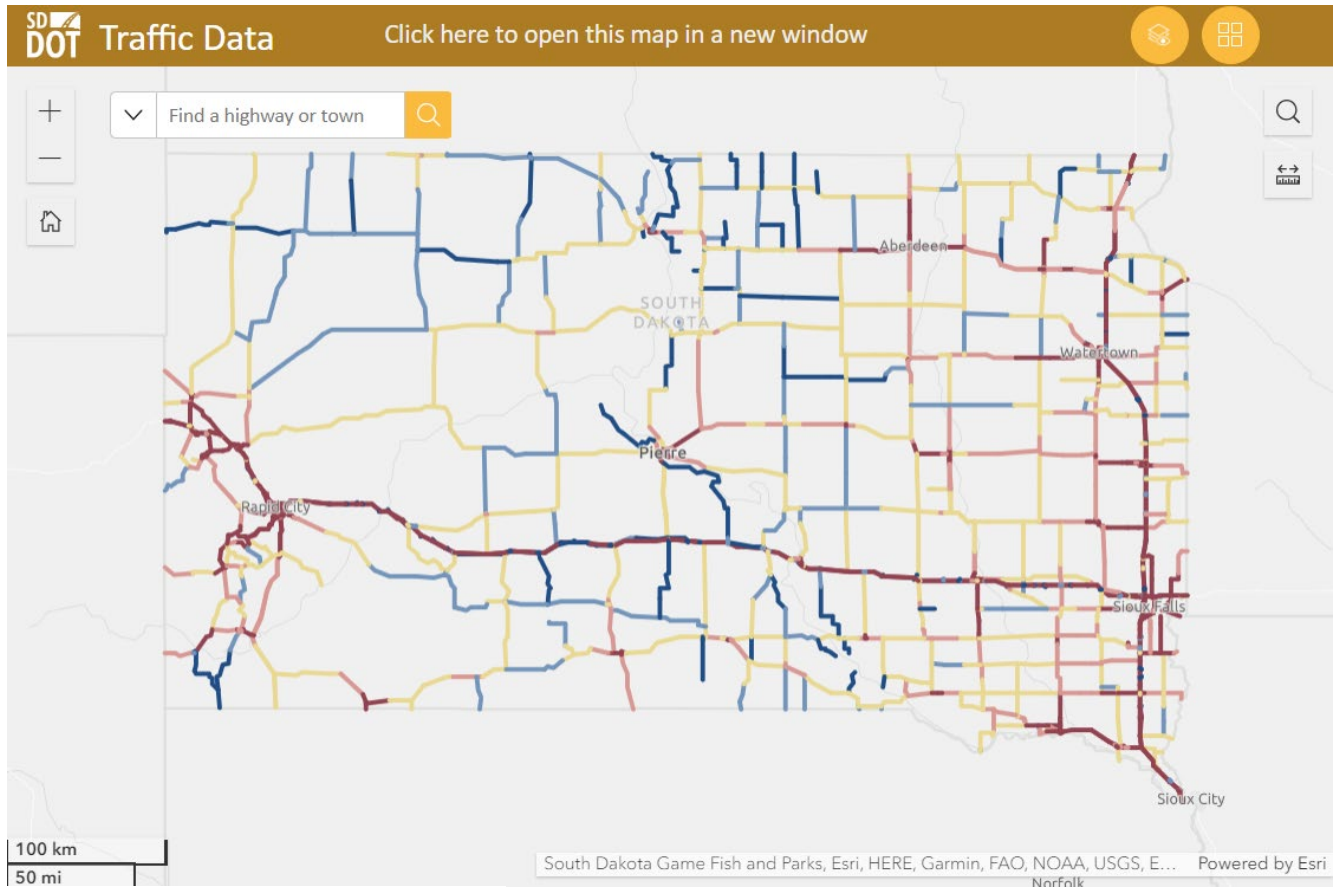 SD
DOT
Traffic Data
Click here to open this map in a new window
Find a highway or town
Aberdeen
SOUTH
DAKOTA
Watertown
Pierre
Rapid City
Sioux Falls
Sioux City
100 km
50 mi
South Dakota Game Fish and Parks, Esri, HERE, Garmin, FAO, NOAA, USGS, E...
Powered by Esri
Norfolk